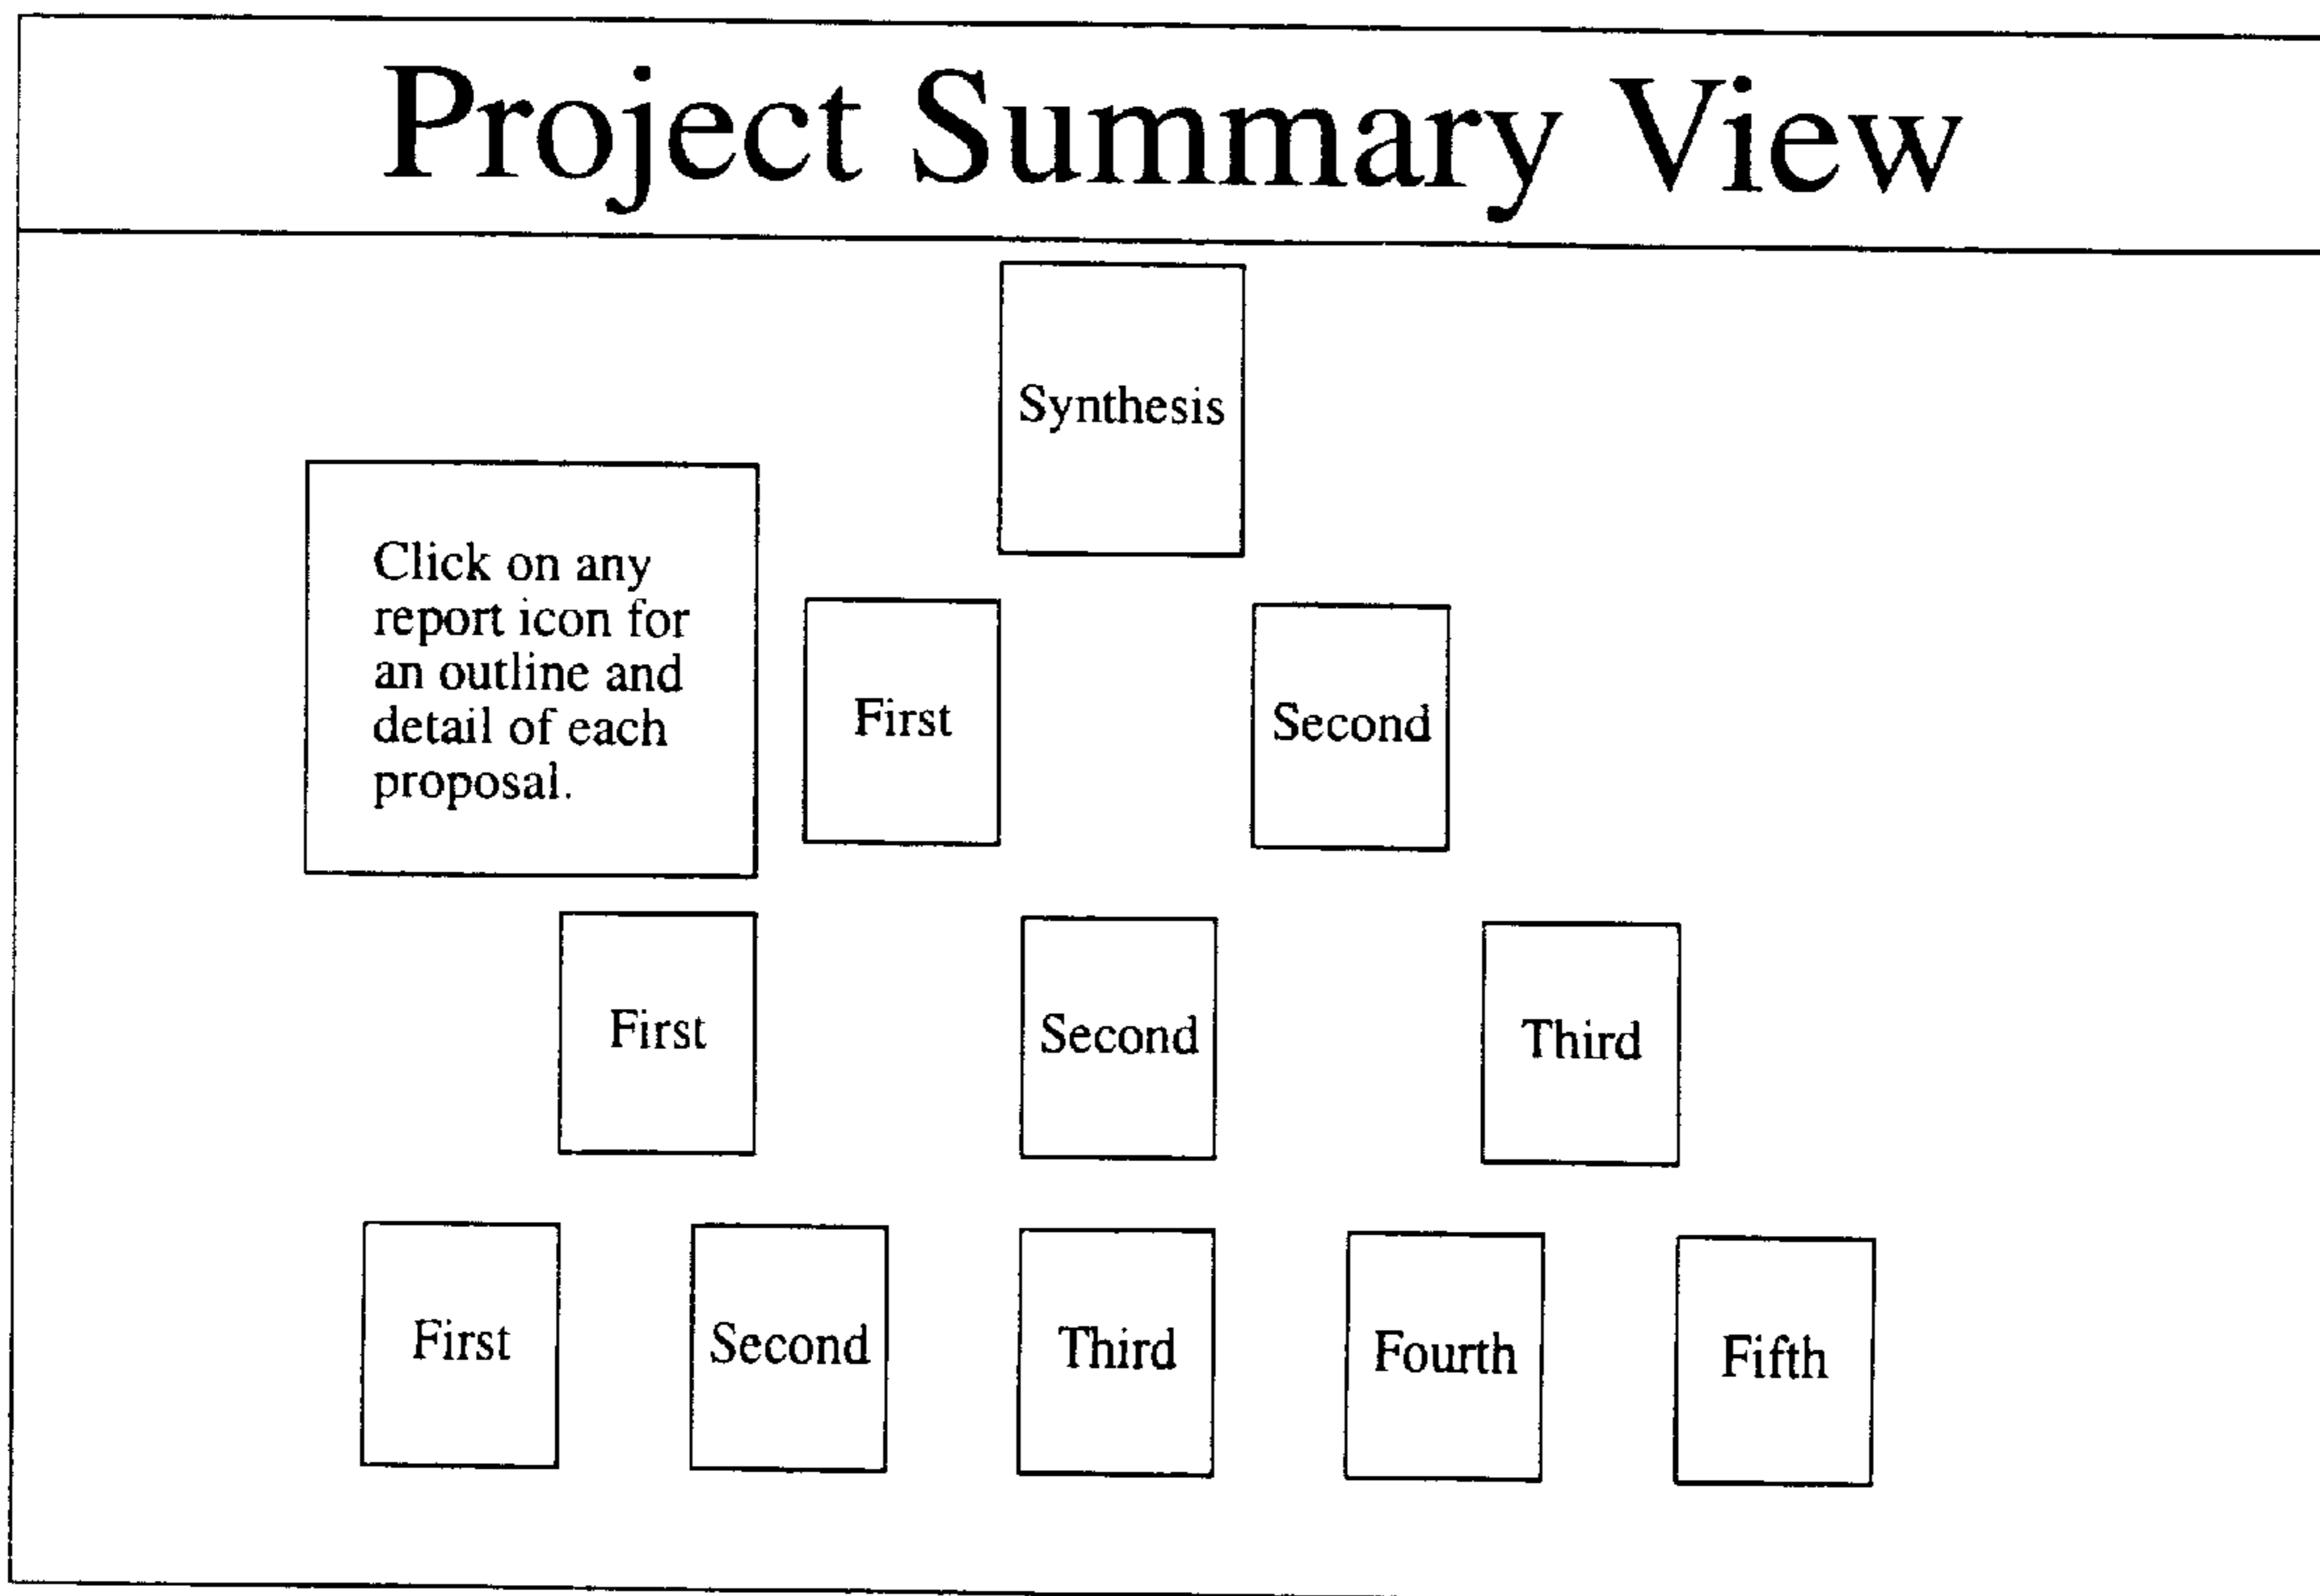 Project Summary View
Synthesis
Click on any
report icon for
an outline and
detail of each
proposal.
First
Second
First
Second
Third
First
Second
Third
Fourth
Fifth